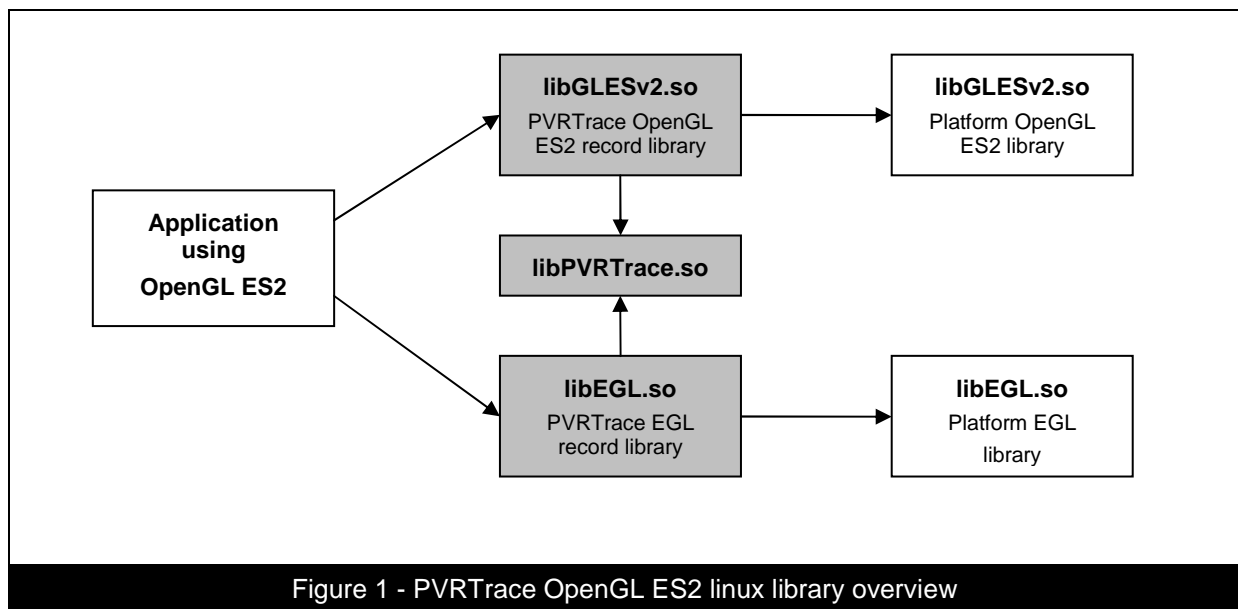 Application
using
OpenGL ES2
libGLESv2.so
PVRTrace OpenGL
ES2 record library
libGLESv2.so
Platform OpenGL
ES2 library
libPVRTrace.so
libEGL.so
PVRTrace EGL
record library
libEGL.so
Platform EGL
library
Figure 1 - PVRTrace OpenGL ES2 linux library overview